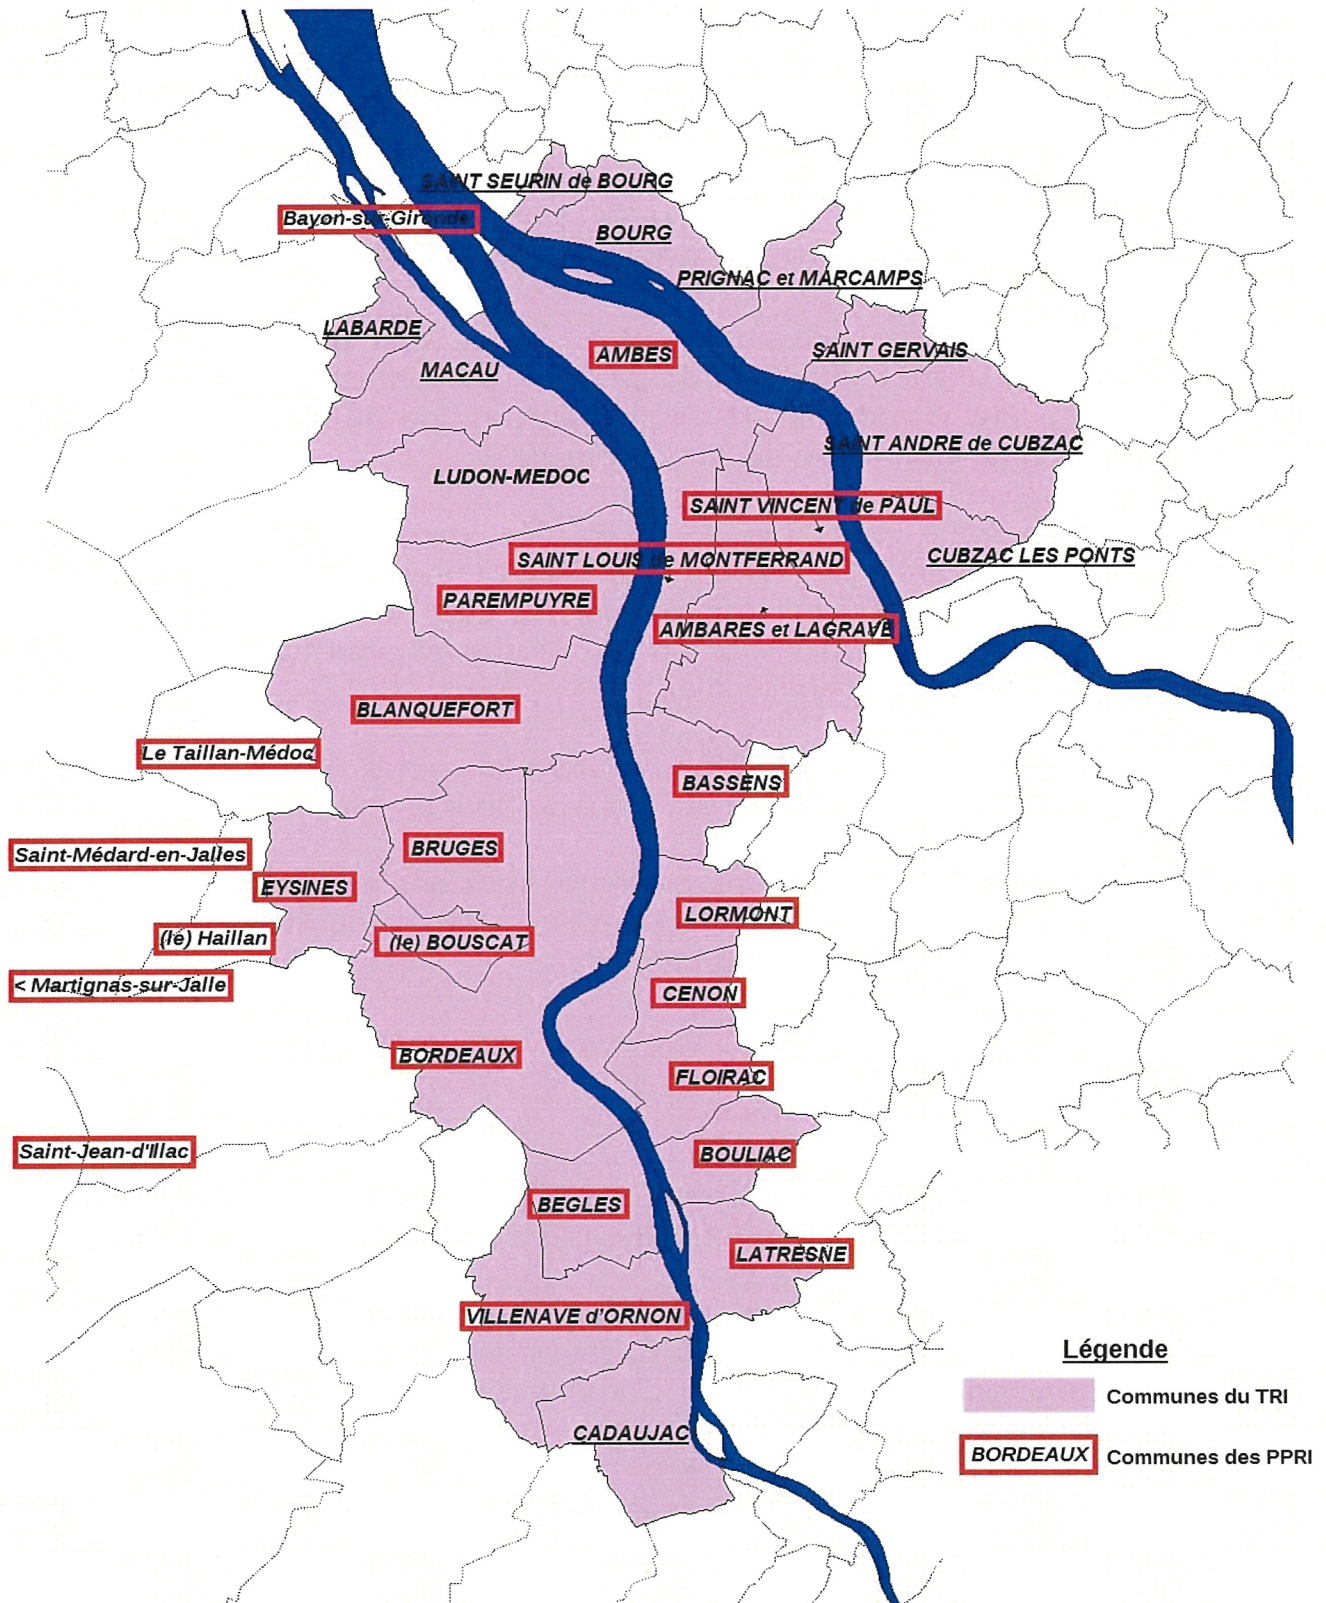 SAINT SEURIN de BOURG
Bayon-sur-Gironde
BOURG
PRIGNAC et MARCAMPS
LABARDE
AMBES
SAINT GERVAIS
MACAU
SAINT ANDRE de CUBZAC
LUDON-MEDOC
SAINT VINCENT de PAUL
SAINT LOUIS de MONTFERRAND
CUBZAC LES PONTS
PAREMPUYRE
AMBARES et LAGRAVE
BLANQUEFORT
Le Taillan-Médoc
BASSENS
BRUGES
Saint-Médard-en-Jalles
EYSINES
LORMONT
(le) Haillan
(le) BOUSCAT
< Martignas-sur-Jalle
CENON
BORDEAUX
FLOIRAC
Saint-Jean-d'Illac
BOULIAC
BEGLES
LATRESNE
VILLENAVE d'ORNON
CADAUJAC
Légende
Communes du TRI
BORDEAUX Communes des PPRI